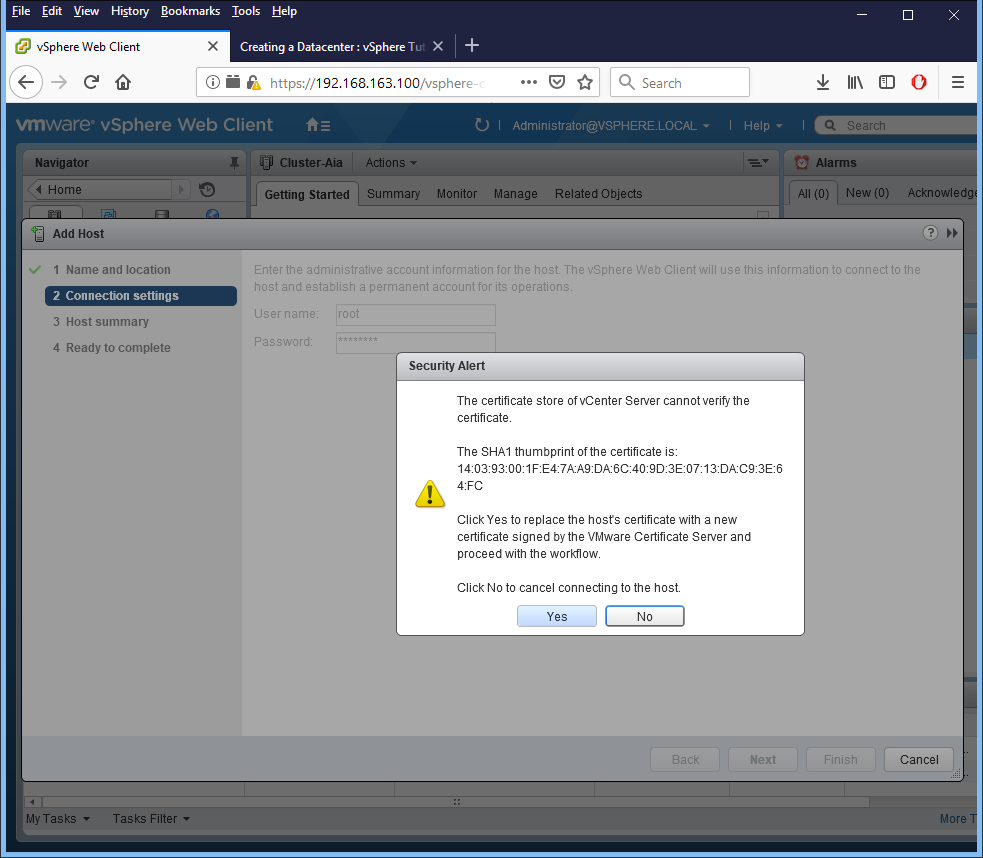 File Edit View History Bookmarks Tools Help
vSphere Web Client
Creating a Datacenter : vSphere Tut
https://192.168.163.100/vsphere-c
Search
vmware® vSphere Web Client
Administrator@VSPHERE.LOCAL
Help
Search
Navigator
Home
Cluster-Aia
Actions
Getting Started Summary Monitor Manage Related Objects
Alarms
All (0) New (0) Acknowledge
Add Host
1 Name and location
2 Connection settings
3 Host summary
4 Ready to complete
Enter the administrative account information for the host. The vSphere Web Client will use this information to connect to the
host and establish a permanent account for its operations.
User name: root
Password: ********
Security Alert
The certificate store of vCenter Server cannot verify the
certificate.
The SHA1 thumbprint of the certificate is:
14:03:93:00:1F:E4:7A:A9:DA:6C:40:9D:3E:07:13:DA:C9:3E:6
4:FC
Click Yes to replace the host's certificate with a new
certificate signed by the VMware Certificate Server and
proceed with the workflow.
Click No to cancel connecting to the host.
Yes No
Back Next Finish Cancel
My Tasks Tasks Filter More T